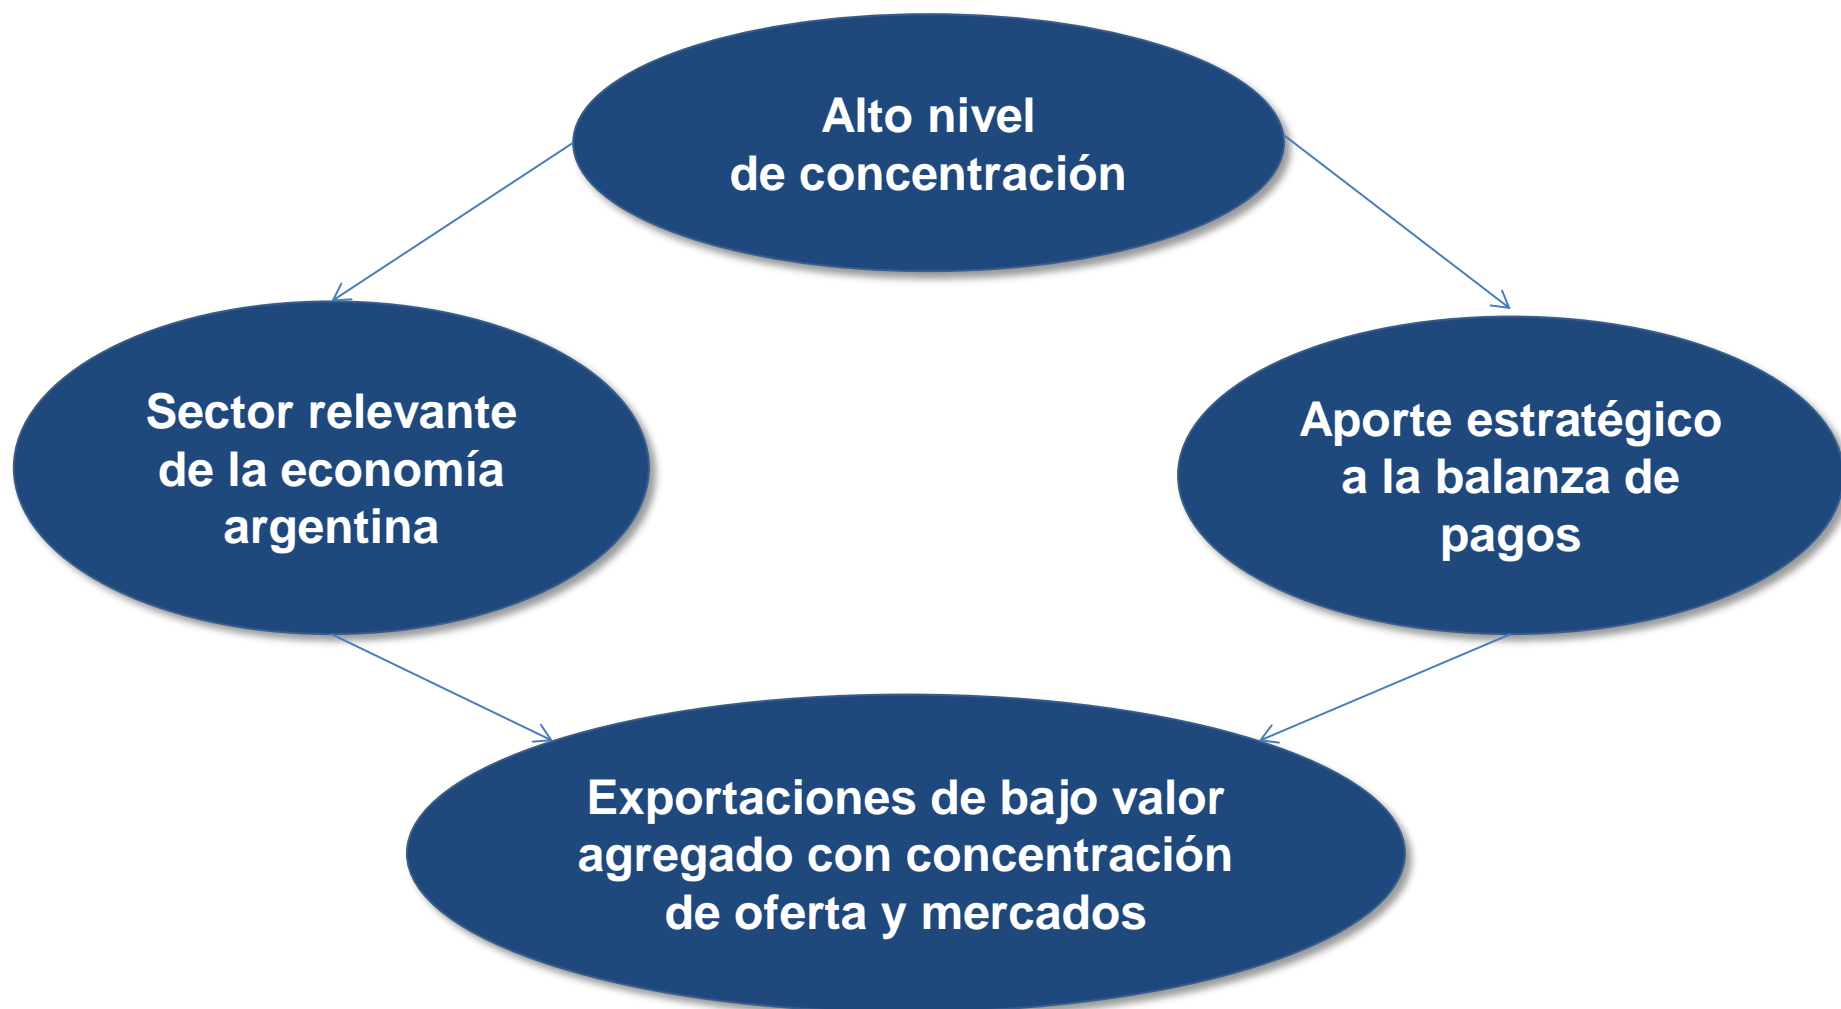 Alto nivel
de concentración
Sector relevante
de la economía
argentina
Aporte estratégico
a la balanza de
pagos
Exportaciones de bajo valor
agregado con concentración
de oferta y mercados